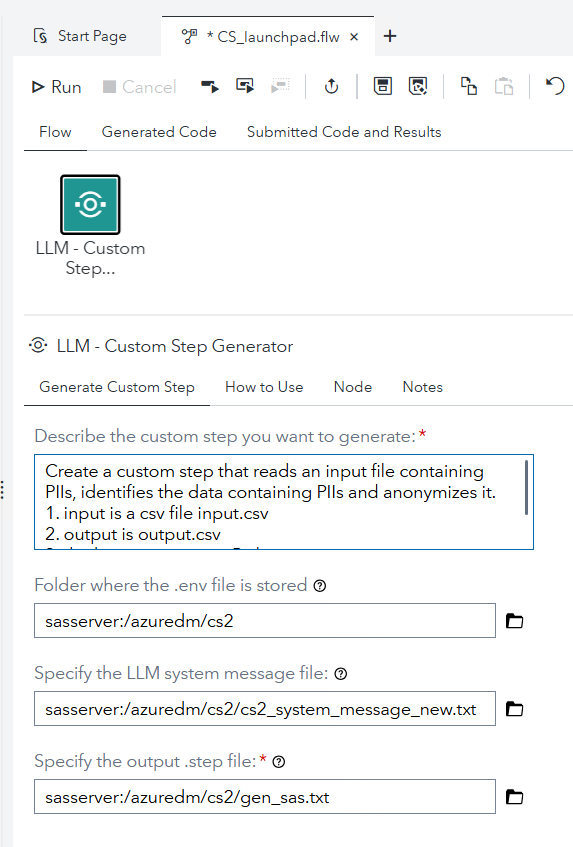 Start Page
* CS_launchpad.flw
Run
Cancel
Flow
Generated Code
Submitted Code and Results
LLM - Custom
Step...
LLM - Custom Step Generator
Generate Custom Step
How to Use
Node
Notes
Describe the custom step you want to generate:*
Create a custom step that reads an input file containing
PIIs, identifies the data containing PIIs and anonymizes it.
1. input is a csv file input.csv
2. output is output.csv
Folder where the .env file is stored
sasserver:/azuredm/cs2
Specify the LLM system message file:
sasserver:/azuredm/cs2/cs2_system_message_new.txt
Specify the output .step file:*
sasserver:/azuredm/cs2/gen_sas.txt